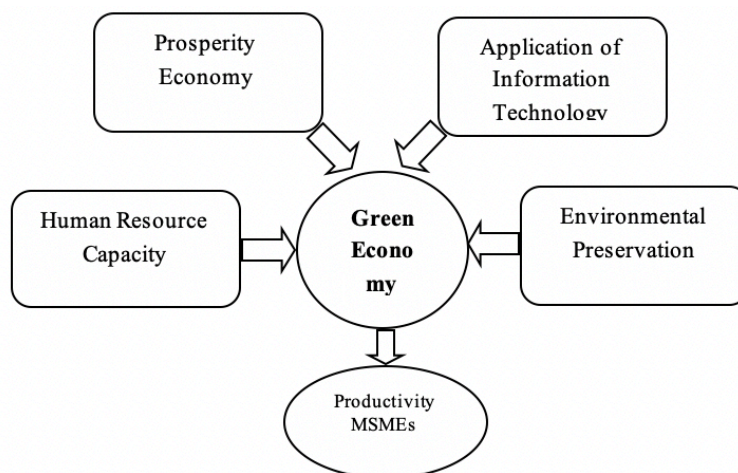 Prosperity
Economy
Application of
Information
Technology
Human Resource
Capacity
Green
Econo
my
Environmental
Preservation
Productivity
MSMEs